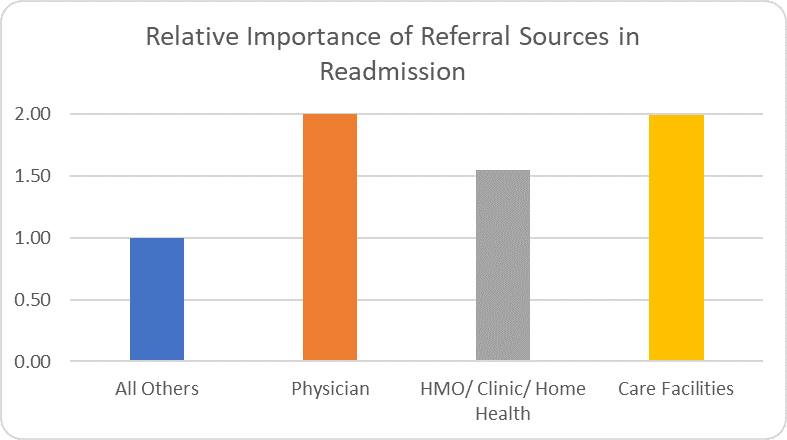 Relative Importance of Referral Sources in
Readmission
2.00
1.50
1.00
0.50
0.00
All Others
Physician
HMO/ Clinic/ Home
Health
Care Facilities